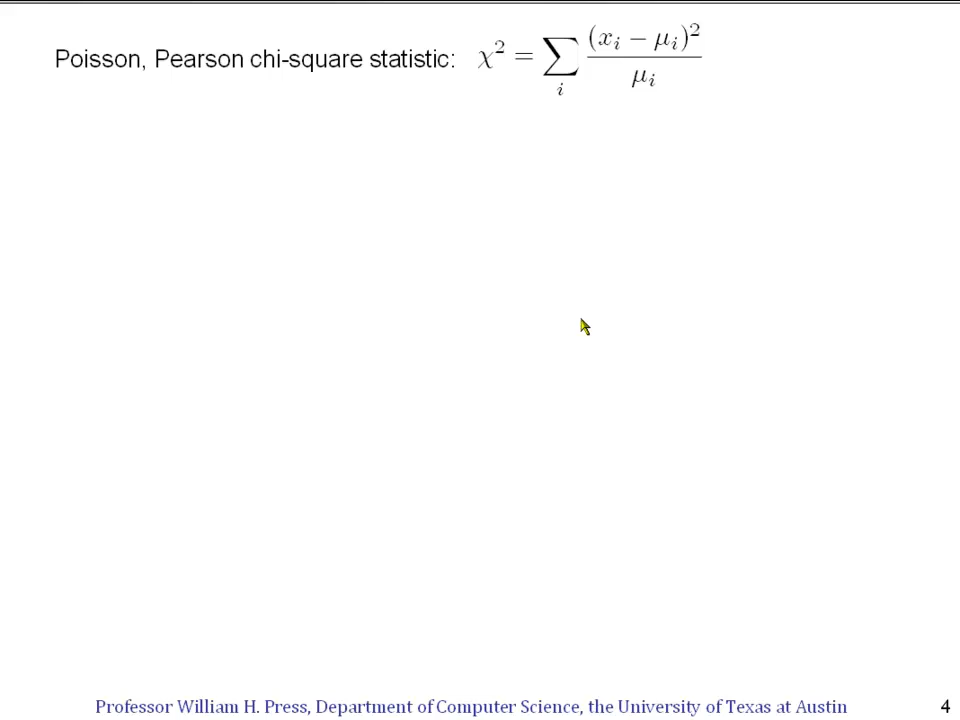 Poisson, Pearson chi-square statistic: χ² = ∑_i (x_i − μ_i)² / μ_i
Professor William H. Press, Department of Computer Science, the University of Texas at Austin 4